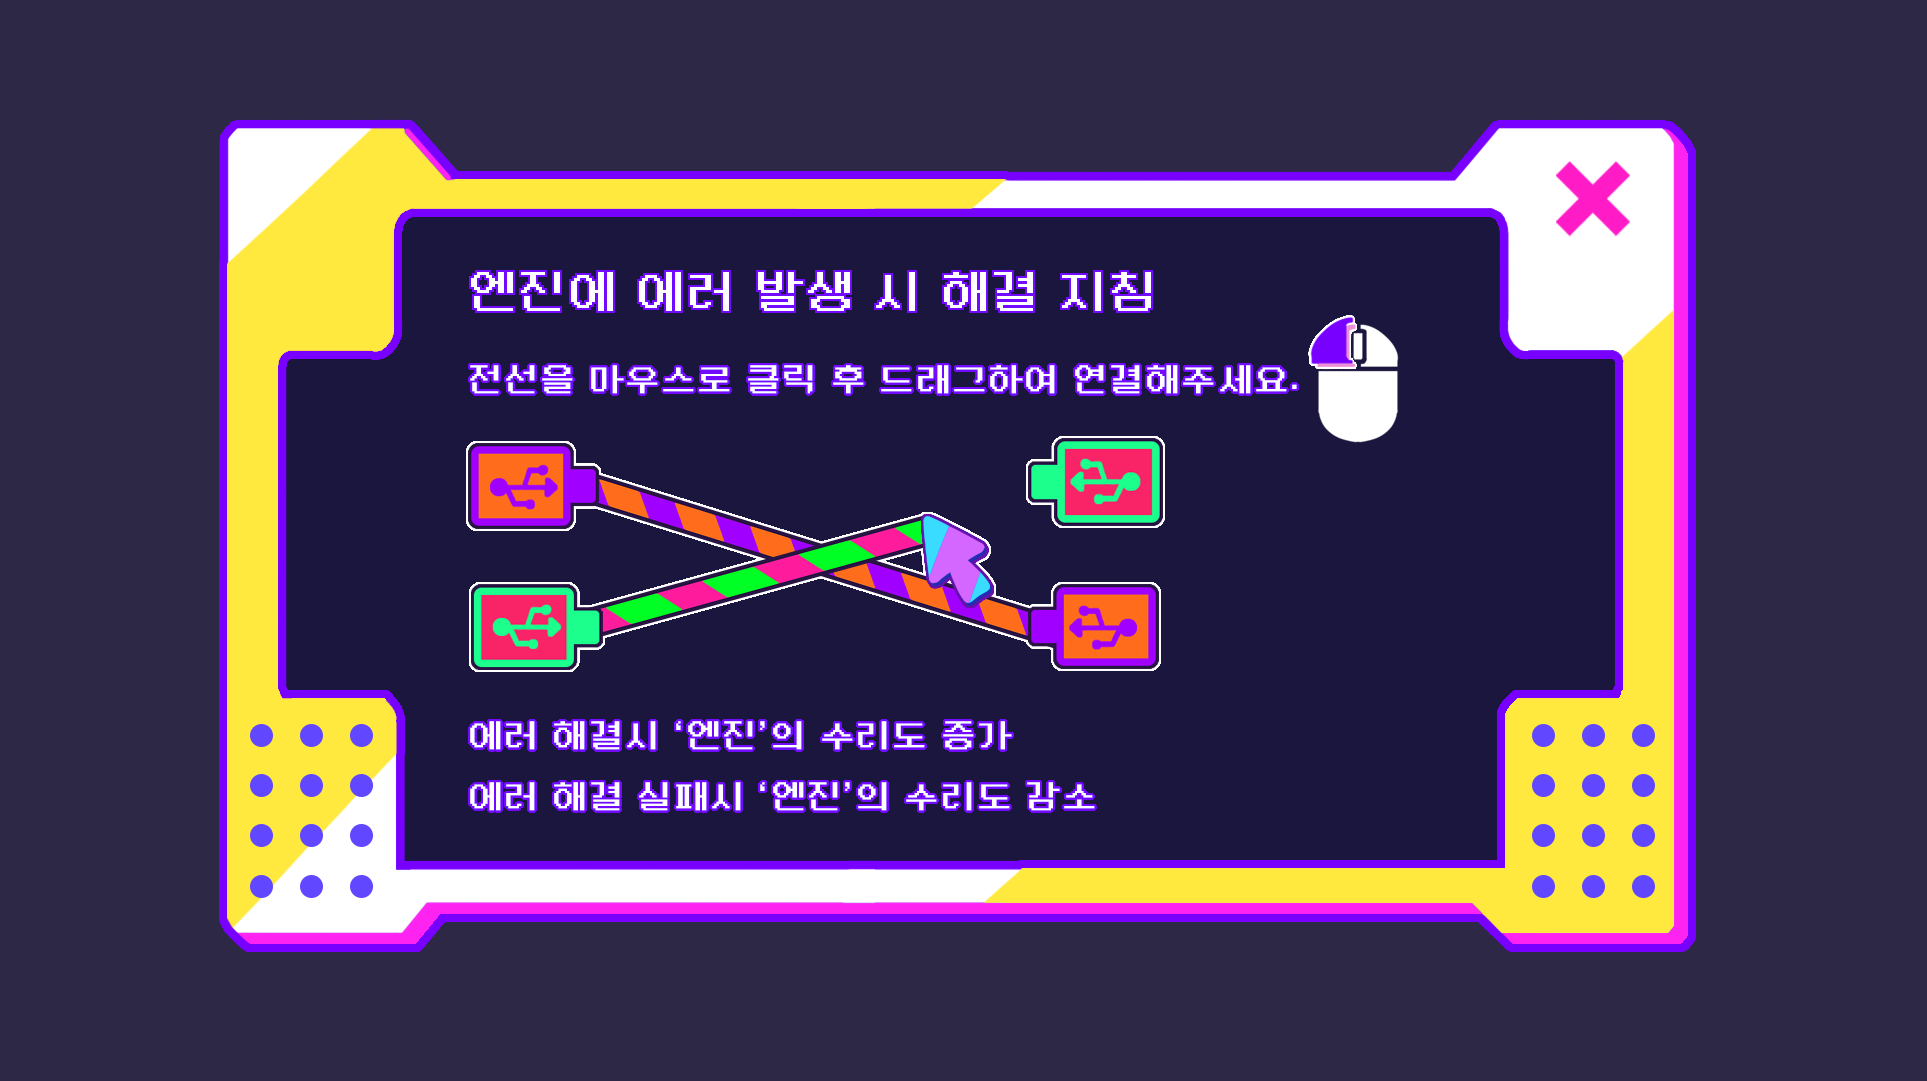 엔진에 에러 발생 시 해결 지침
전선을 마우스로 클릭 후 드래그하여 연결해주세요.
에러 해결시 ‘엔진’의 수리도 증가
에러 해결 실패시 ‘엔진’의 수리도 감소